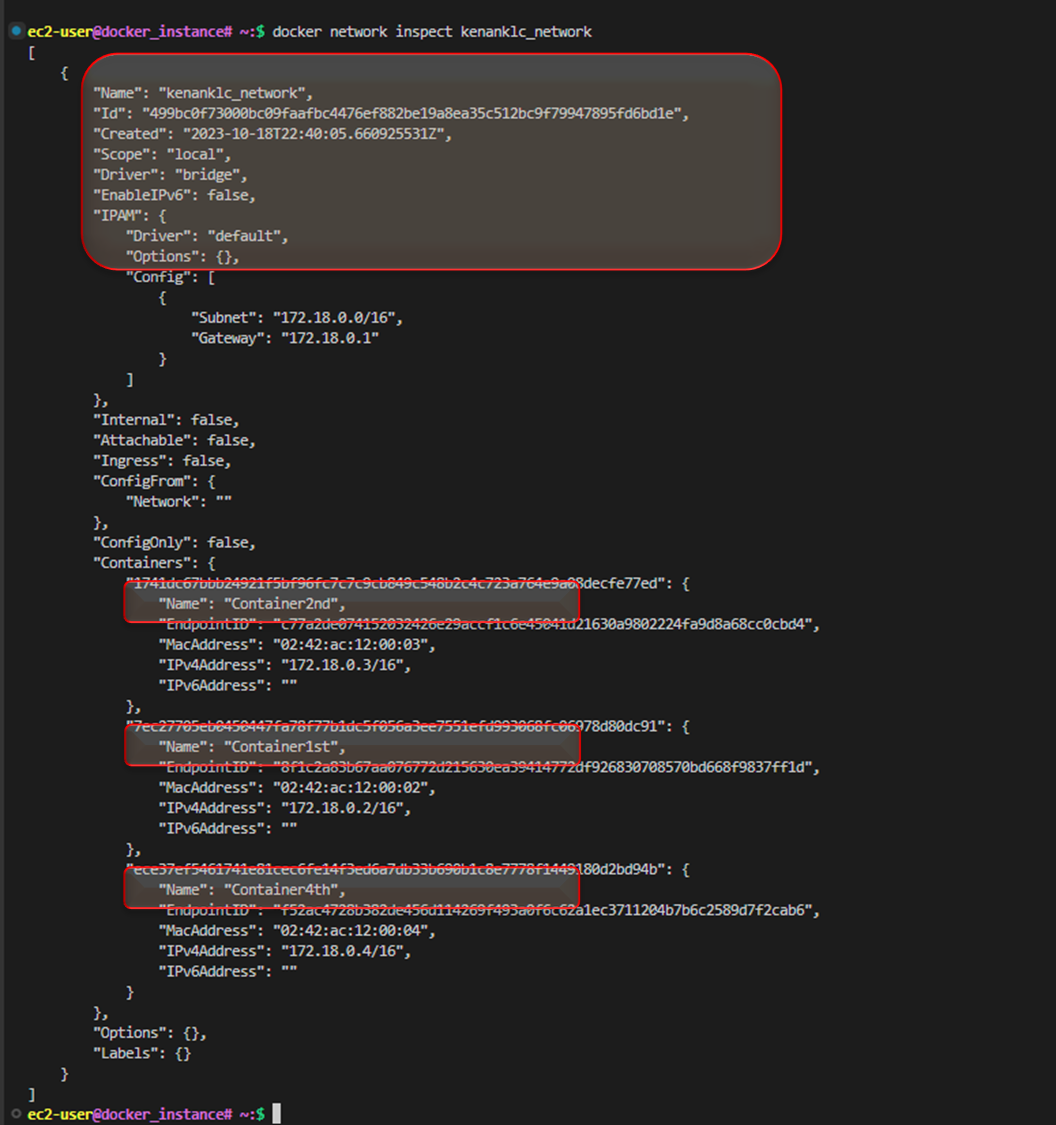 ec2-user@docker_instance# ~:$ docker network inspect kenanklc_network
[
    {
        "Name": "kenanklc_network",
        "Id": "499bc0f73000bc09faafbc4476ef882be19a8ea35c512bc9f79947895fd6bd1e",
        "Created": "2023-10-18T22:40:05.660925531Z",
        "Scope": "local",
        "Driver": "bridge",
        "EnableIPv6": false,
        "IPAM": {
            "Driver": "default",
            "Options": {},
            "Config": [
                {
                    "Subnet": "172.18.0.0/16",
                    "Gateway": "172.18.0.1"
                }
            ]
        },
        "Internal": false,
        "Attachable": false,
        "Ingress": false,
        "ConfigFrom": {
            "Network": ""
        },
        "ConfigOnly": false,
        "Containers": {
            "1741dc67bbb24921f5bf96fc7c7c9cb849c548b2c4c723a764e9a08decfe77ed": {
                "Name": "Container2nd",
                "EndpointID": "c77a2de074152032426e29accf1c6e45041d21630a9802224fa9d8a68cc0cbd4",
                "MacAddress": "02:42:ac:12:00:03",
                "IPv4Address": "172.18.0.3/16",
                "IPv6Address": ""
            },
            "7ec27705eb0450447fa78f77b1dc5f056a3ee7551efd993068fc06978d80dc91": {
                "Name": "Container1st",
                "EndpointID": "8f1c2a83b67aa076772d215630ea39414772df926830708570bd668f9837ff1d",
                "MacAddress": "02:42:ac:12:00:02",
                "IPv4Address": "172.18.0.2/16",
                "IPv6Address": ""
            },
            "ece37ef5461741e81cec6fe14f3ed6a7db33b690b1c8e7778f1449180d2bd94b": {
                "Name": "Container4th",
                "EndpointID": "f52ac4728b382de456d114269f493a0f6c62a1ec3711204b7b6c2589d7f2cab6",
                "MacAddress": "02:42:ac:12:00:04",
                "IPv4Address": "172.18.0.4/16",
                "IPv6Address": ""
            }
        },
        "Options": {},
        "Labels": {}
    }
]
ec2-user@docker_instance# ~:$